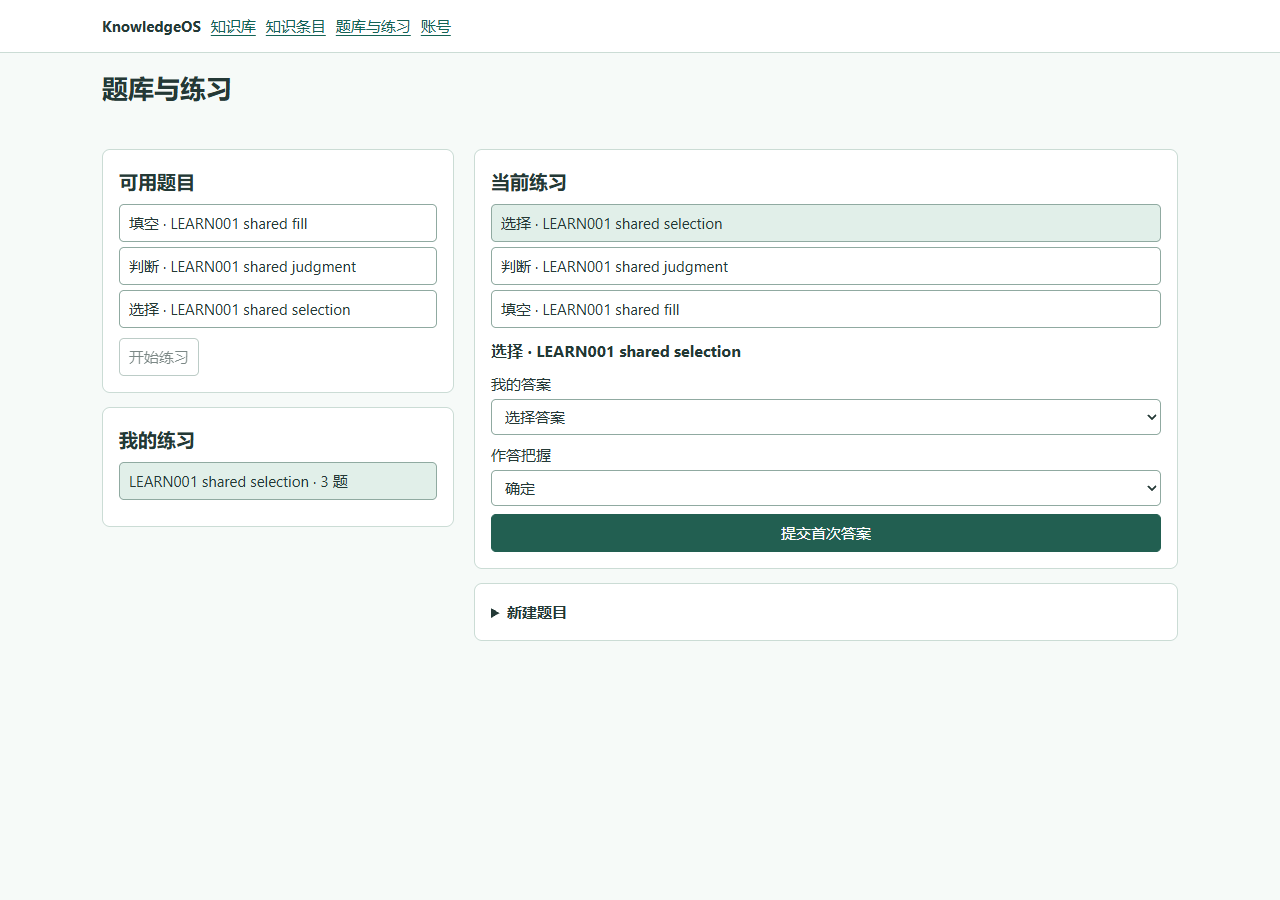 KnowledgeOS 知识库 知识条目 题库与练习 账号
题库与练习
可用题目
填空 · LEARN001 shared fill
判断 · LEARN001 shared judgment
选择 · LEARN001 shared selection
开始练习
我的练习
LEARN001 shared selection · 3 题
当前练习
选择 · LEARN001 shared selection
判断 · LEARN001 shared judgment
填空 · LEARN001 shared fill
选择 · LEARN001 shared selection
我的答案
选择答案
作答把握
确定
提交首次答案
新建题目